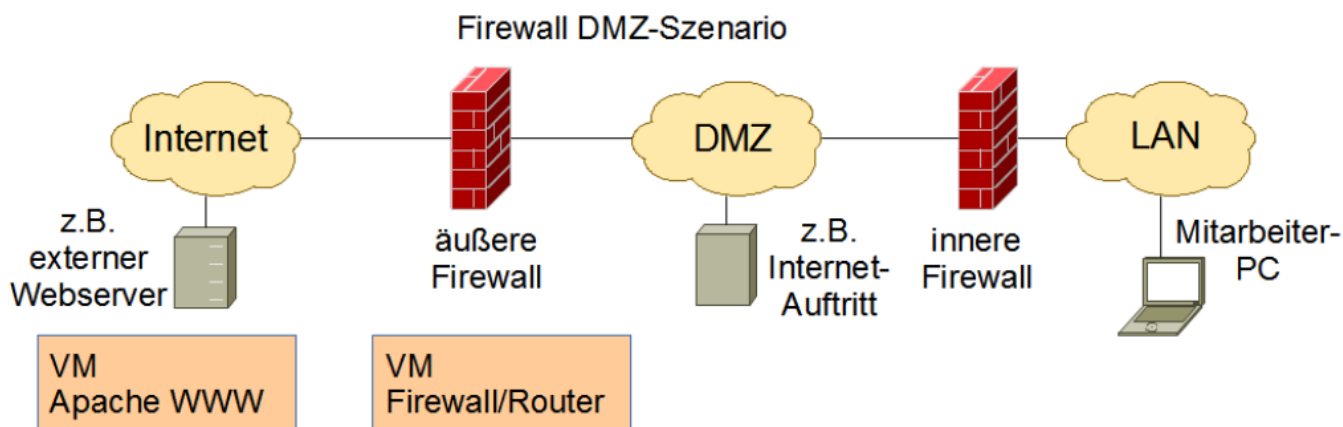 Firewall DMZ-Szenario
Internet
DMZ
LAN
z.B.
externer
Webserver
äußere
Firewall
z.B.
Internet-
Auftritt
innere
Firewall
Mitarbeiter-
PC
VM
Apache WWW
VM
Firewall/Router